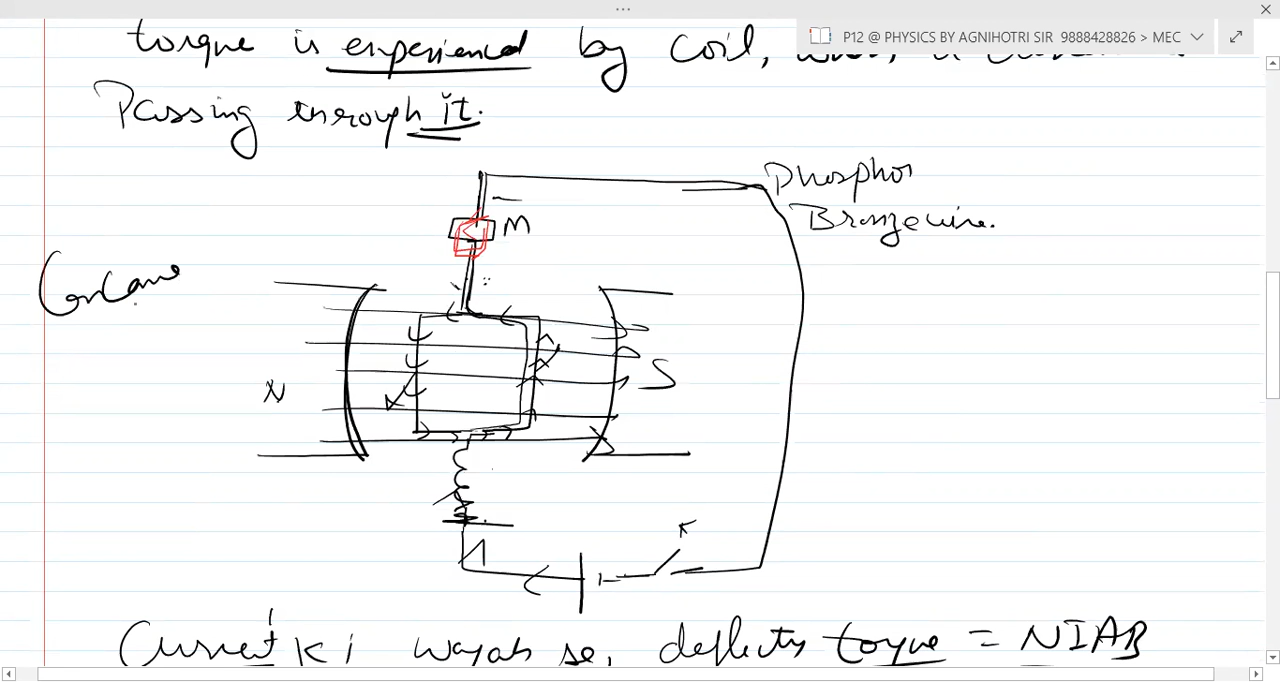 P12 @ PHYSICS BY AGNIHOTRI SIR 9888428826 > MEC
torque is experienced by coil,
Passing through it.
Phosphor
Bronze wire.
M
Concave
N
S
K
Current ki wajah se, deflectg torque = NIAB